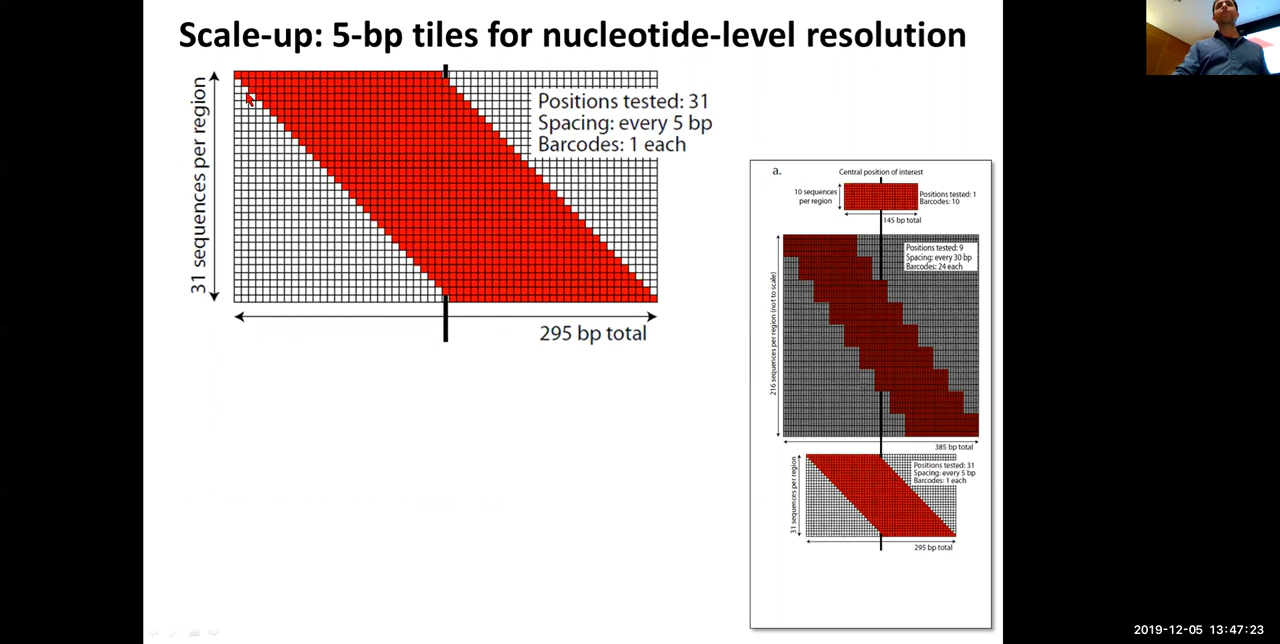 Scale-up: 5-bp tiles for nucleotide-level resolution
31 sequences per region
Positions tested: 31
Spacing: every 5 bp
Barcodes: 1 each
295 bp total
a.
Central position of interest
10 sequences
per region
Positions tested: 1
Barcodes: 10
145 bp total
216 sequences per region (not to scale)
Positions tested: 9
Spacing: every 30 bp
Barcodes: 24 each
385 bp total
31 sequences per region
Positions tested: 31
Spacing: every 5 bp
Barcodes: 1 each
295 bp total
2019-12-05 13:47:23